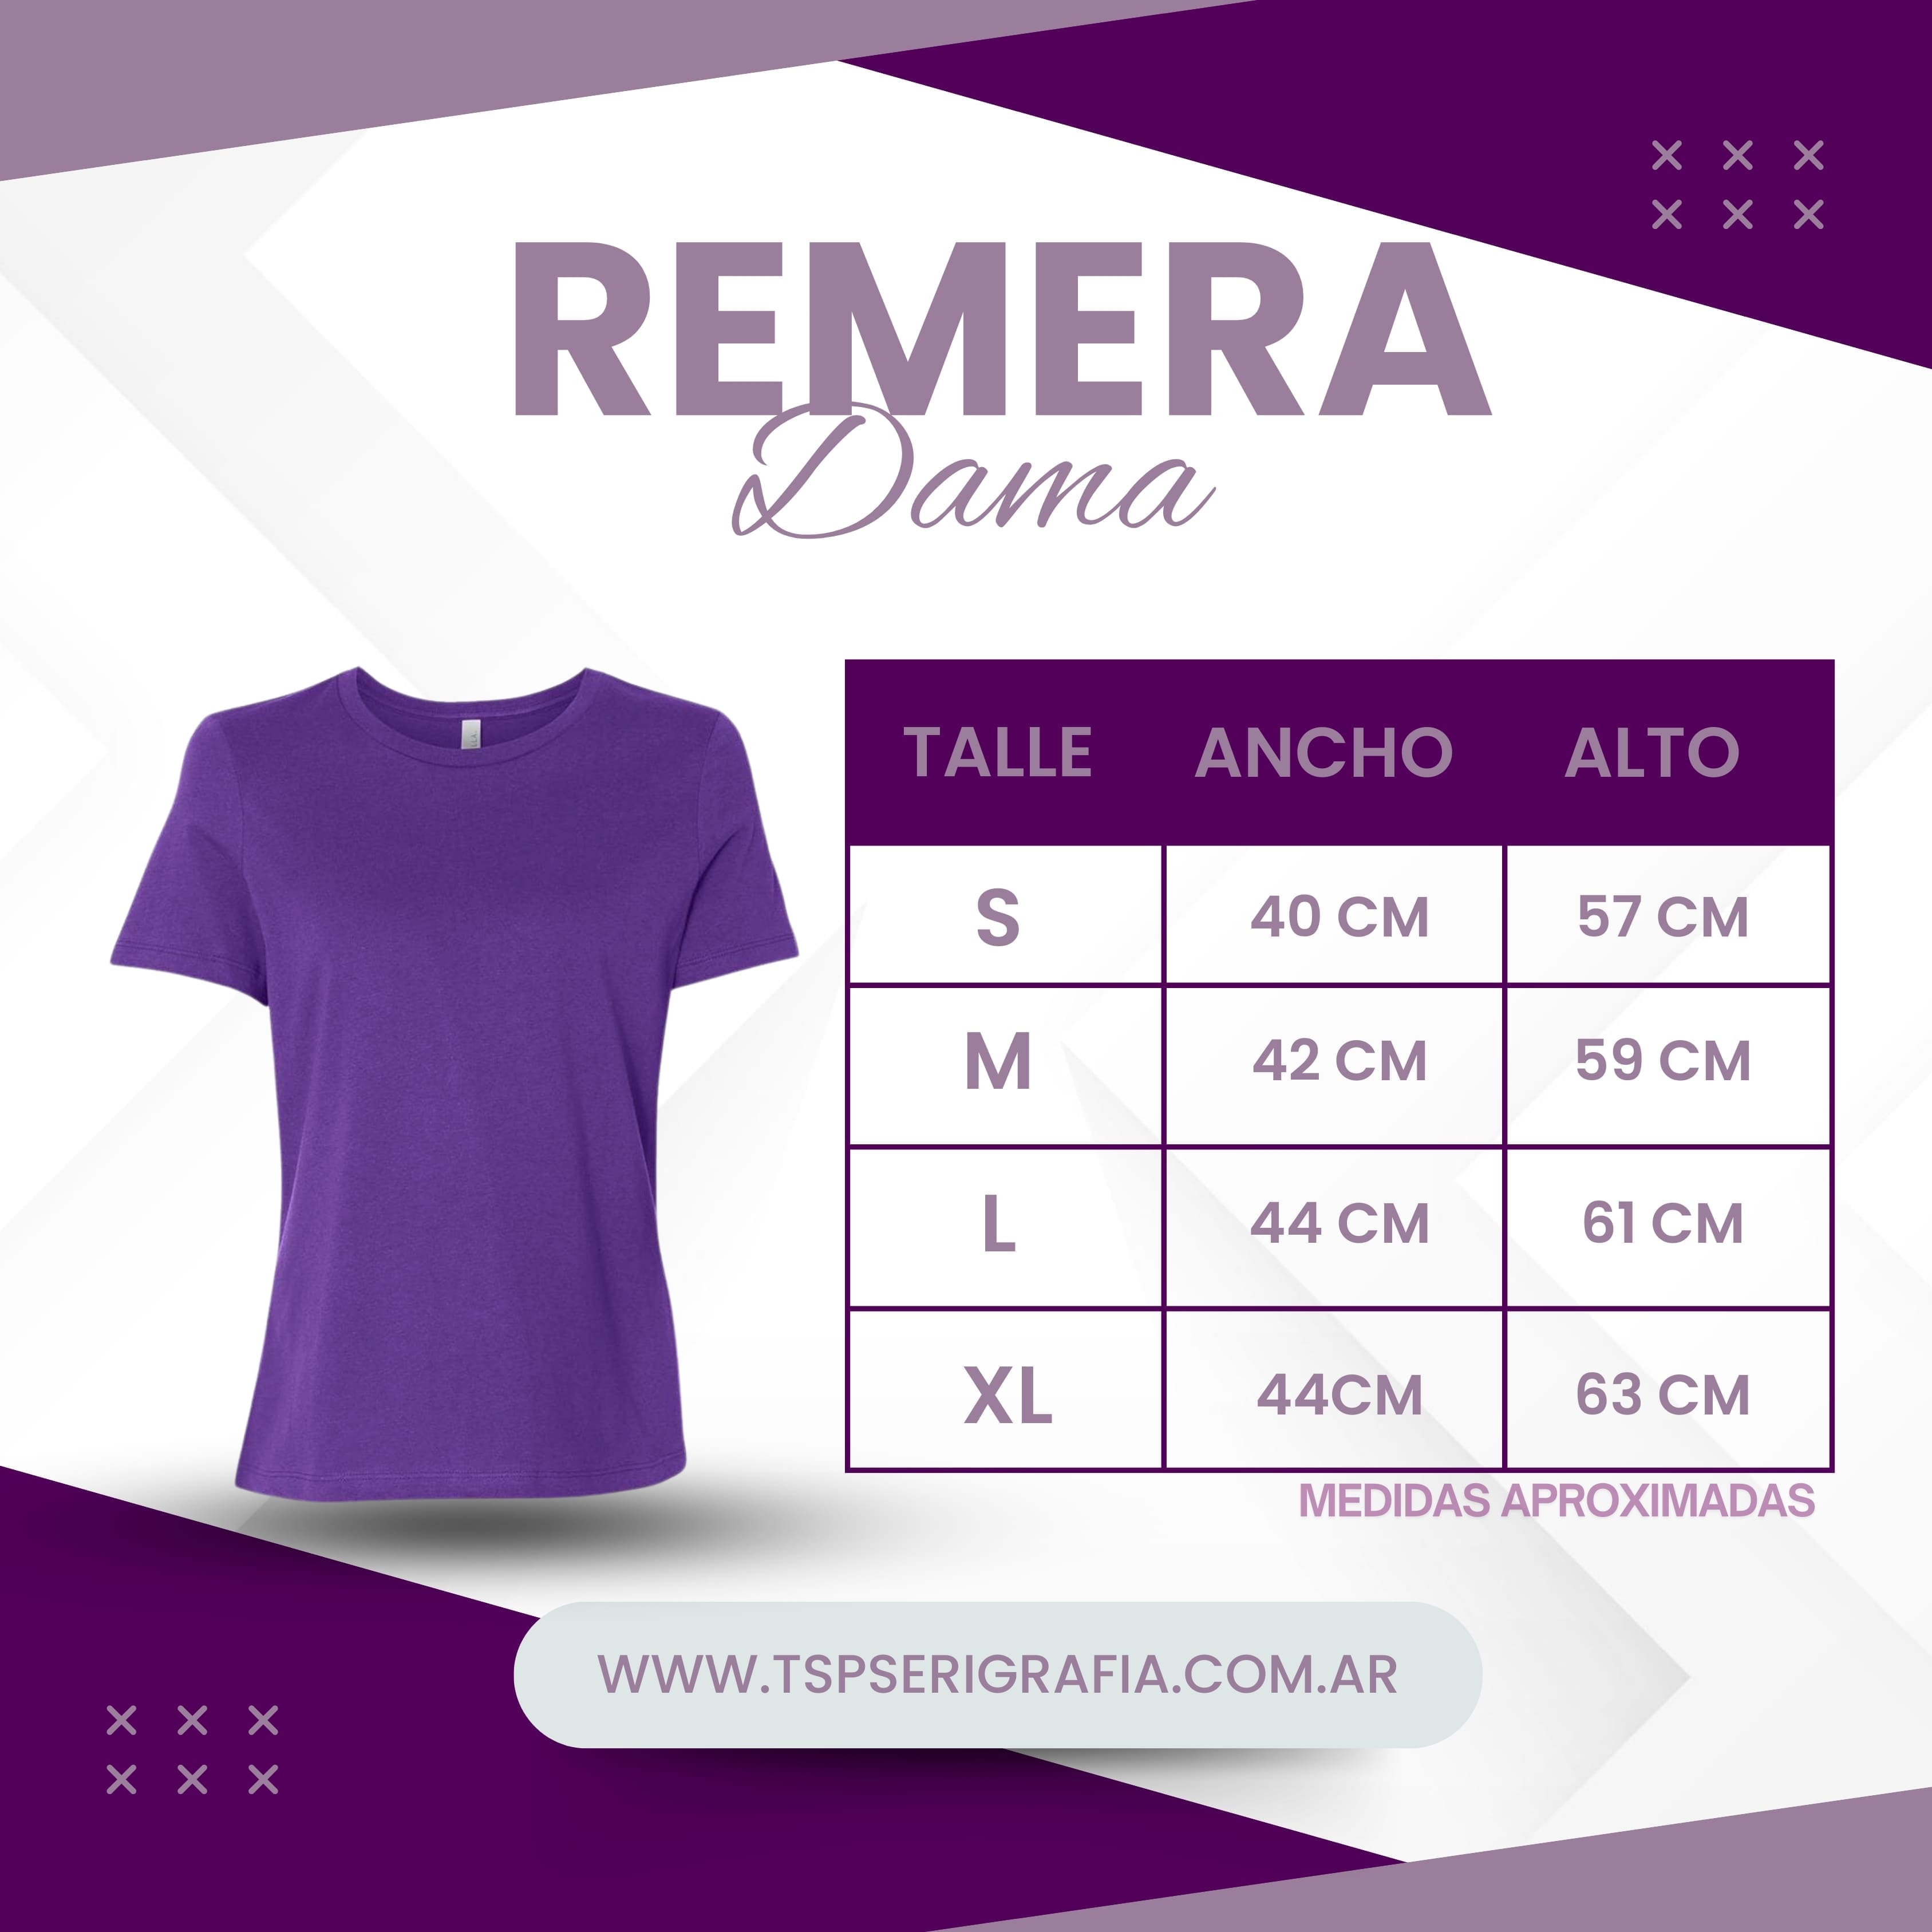 REMERA
Dama
TALLE ANCHO ALTO
S 40 CM 57 CM
M 42 CM 59 CM
L 44 CM 61 CM
XL 44CM 63 CM
MEDIDAS APROXIMADAS
WWW.TSPSERIGRAFIA.COM.AR